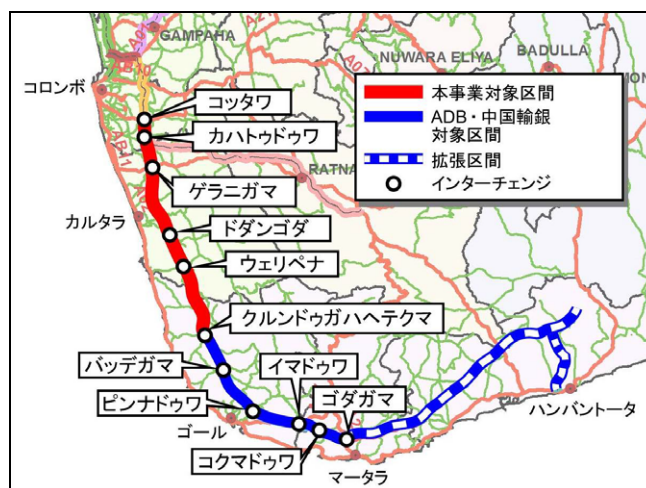 GAMPAHA
NUWARA ELIYA
BADULLA
コロンボ
コッタワ
カハトゥドゥワ
ゲラニガマ
カルタラ
ドダンゴダ
ウェリペナ
クルンドゥガハヘテクマ
バッデガマ
イマドゥワ
ピンナドゥワ
ゴダガマ
ゴール
コクマドゥワ
マータラ
ハンバントータ
本事業対象区間
ADB・中国輸銀
対象区間
拡張区間
インターチェンジ